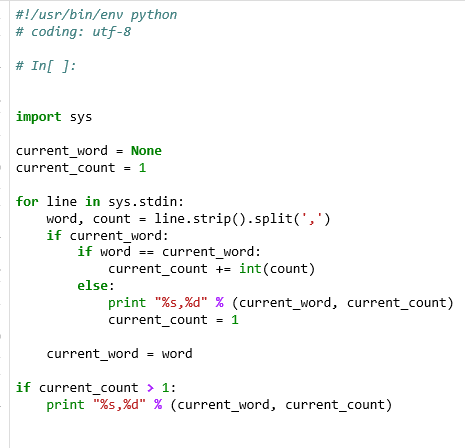 #!/usr/bin/env python
# coding: utf-8
# In[ ]:
import sys
current_word = None
current_count = 1
for line in sys.stdin:
    word, count = line.strip().split(',')
    if current_word:
        if word == current_word:
            current_count += int(count)
        else:
            print "%s,%d" % (current_word, current_count)
            current_count = 1
    current_word = word
if current_count > 1:
    print "%s,%d" % (current_word, current_count)